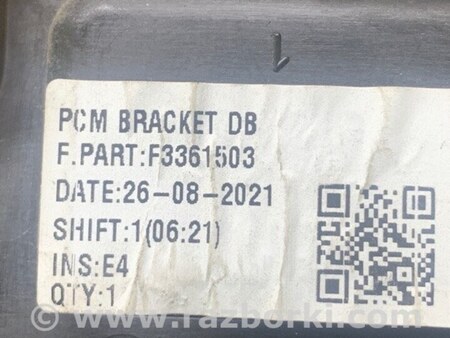 PCM BRACKET DB
F.PART:F3361503
DATE:26-08-2021
SHIFT:1(06:21)
INS:E4
QTY:1
© www.razborki.com